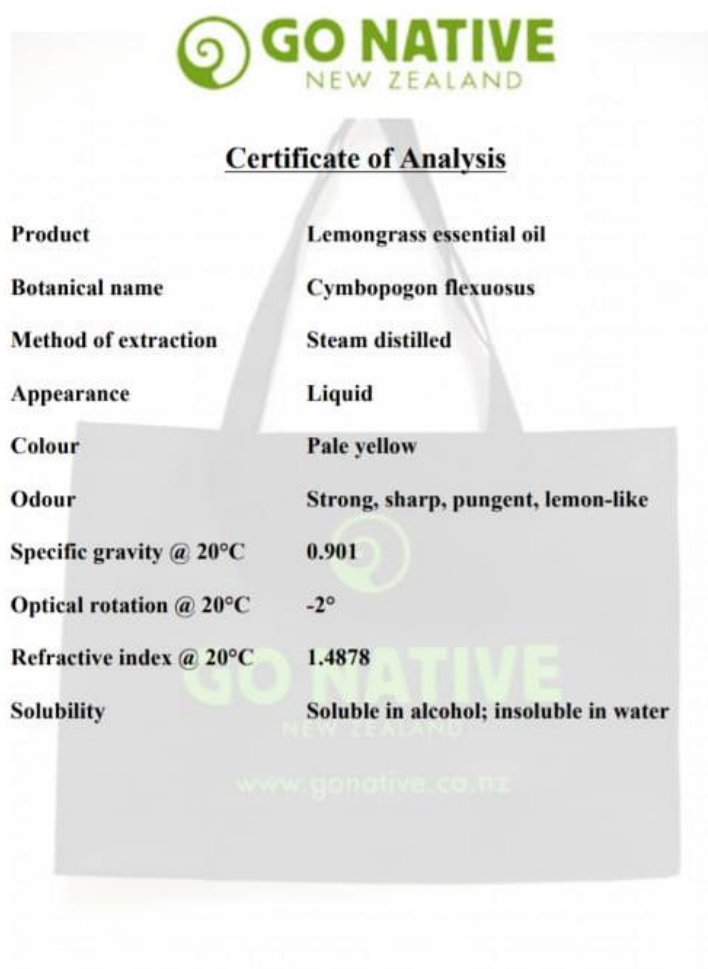 GO NATIVE
NEW ZEALAND
Certificate of Analysis
Product Lemongrass essential oil
Botanical name Cymbopogon flexuosus
Method of extraction Steam distilled
Appearance Liquid
Colour Pale yellow
Odour Strong, sharp, pungent, lemon-like
Specific gravity @ 20°C 0.901
Optical rotation @ 20°C -2°
Refractive index @ 20°C 1.4878
GO NATIVE
Solubility Soluble in alcohol; insoluble in water
NEW ZEALAND
www.gonative.co.nz